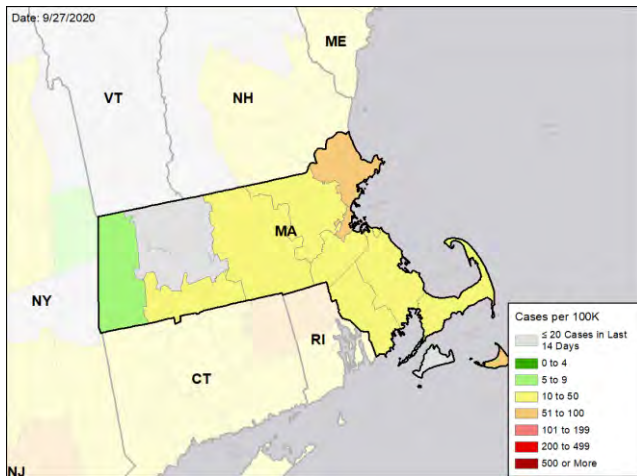 Date: 9/27/2020
ME
VT
NH
MA
NY
CT
RI
NJ
Cases per 100K
≤ 20 Cases in Last
14 Days
0 to 4
5 to 9
10 to 50
51 to 100
101 to 199
200 to 499
500 or More